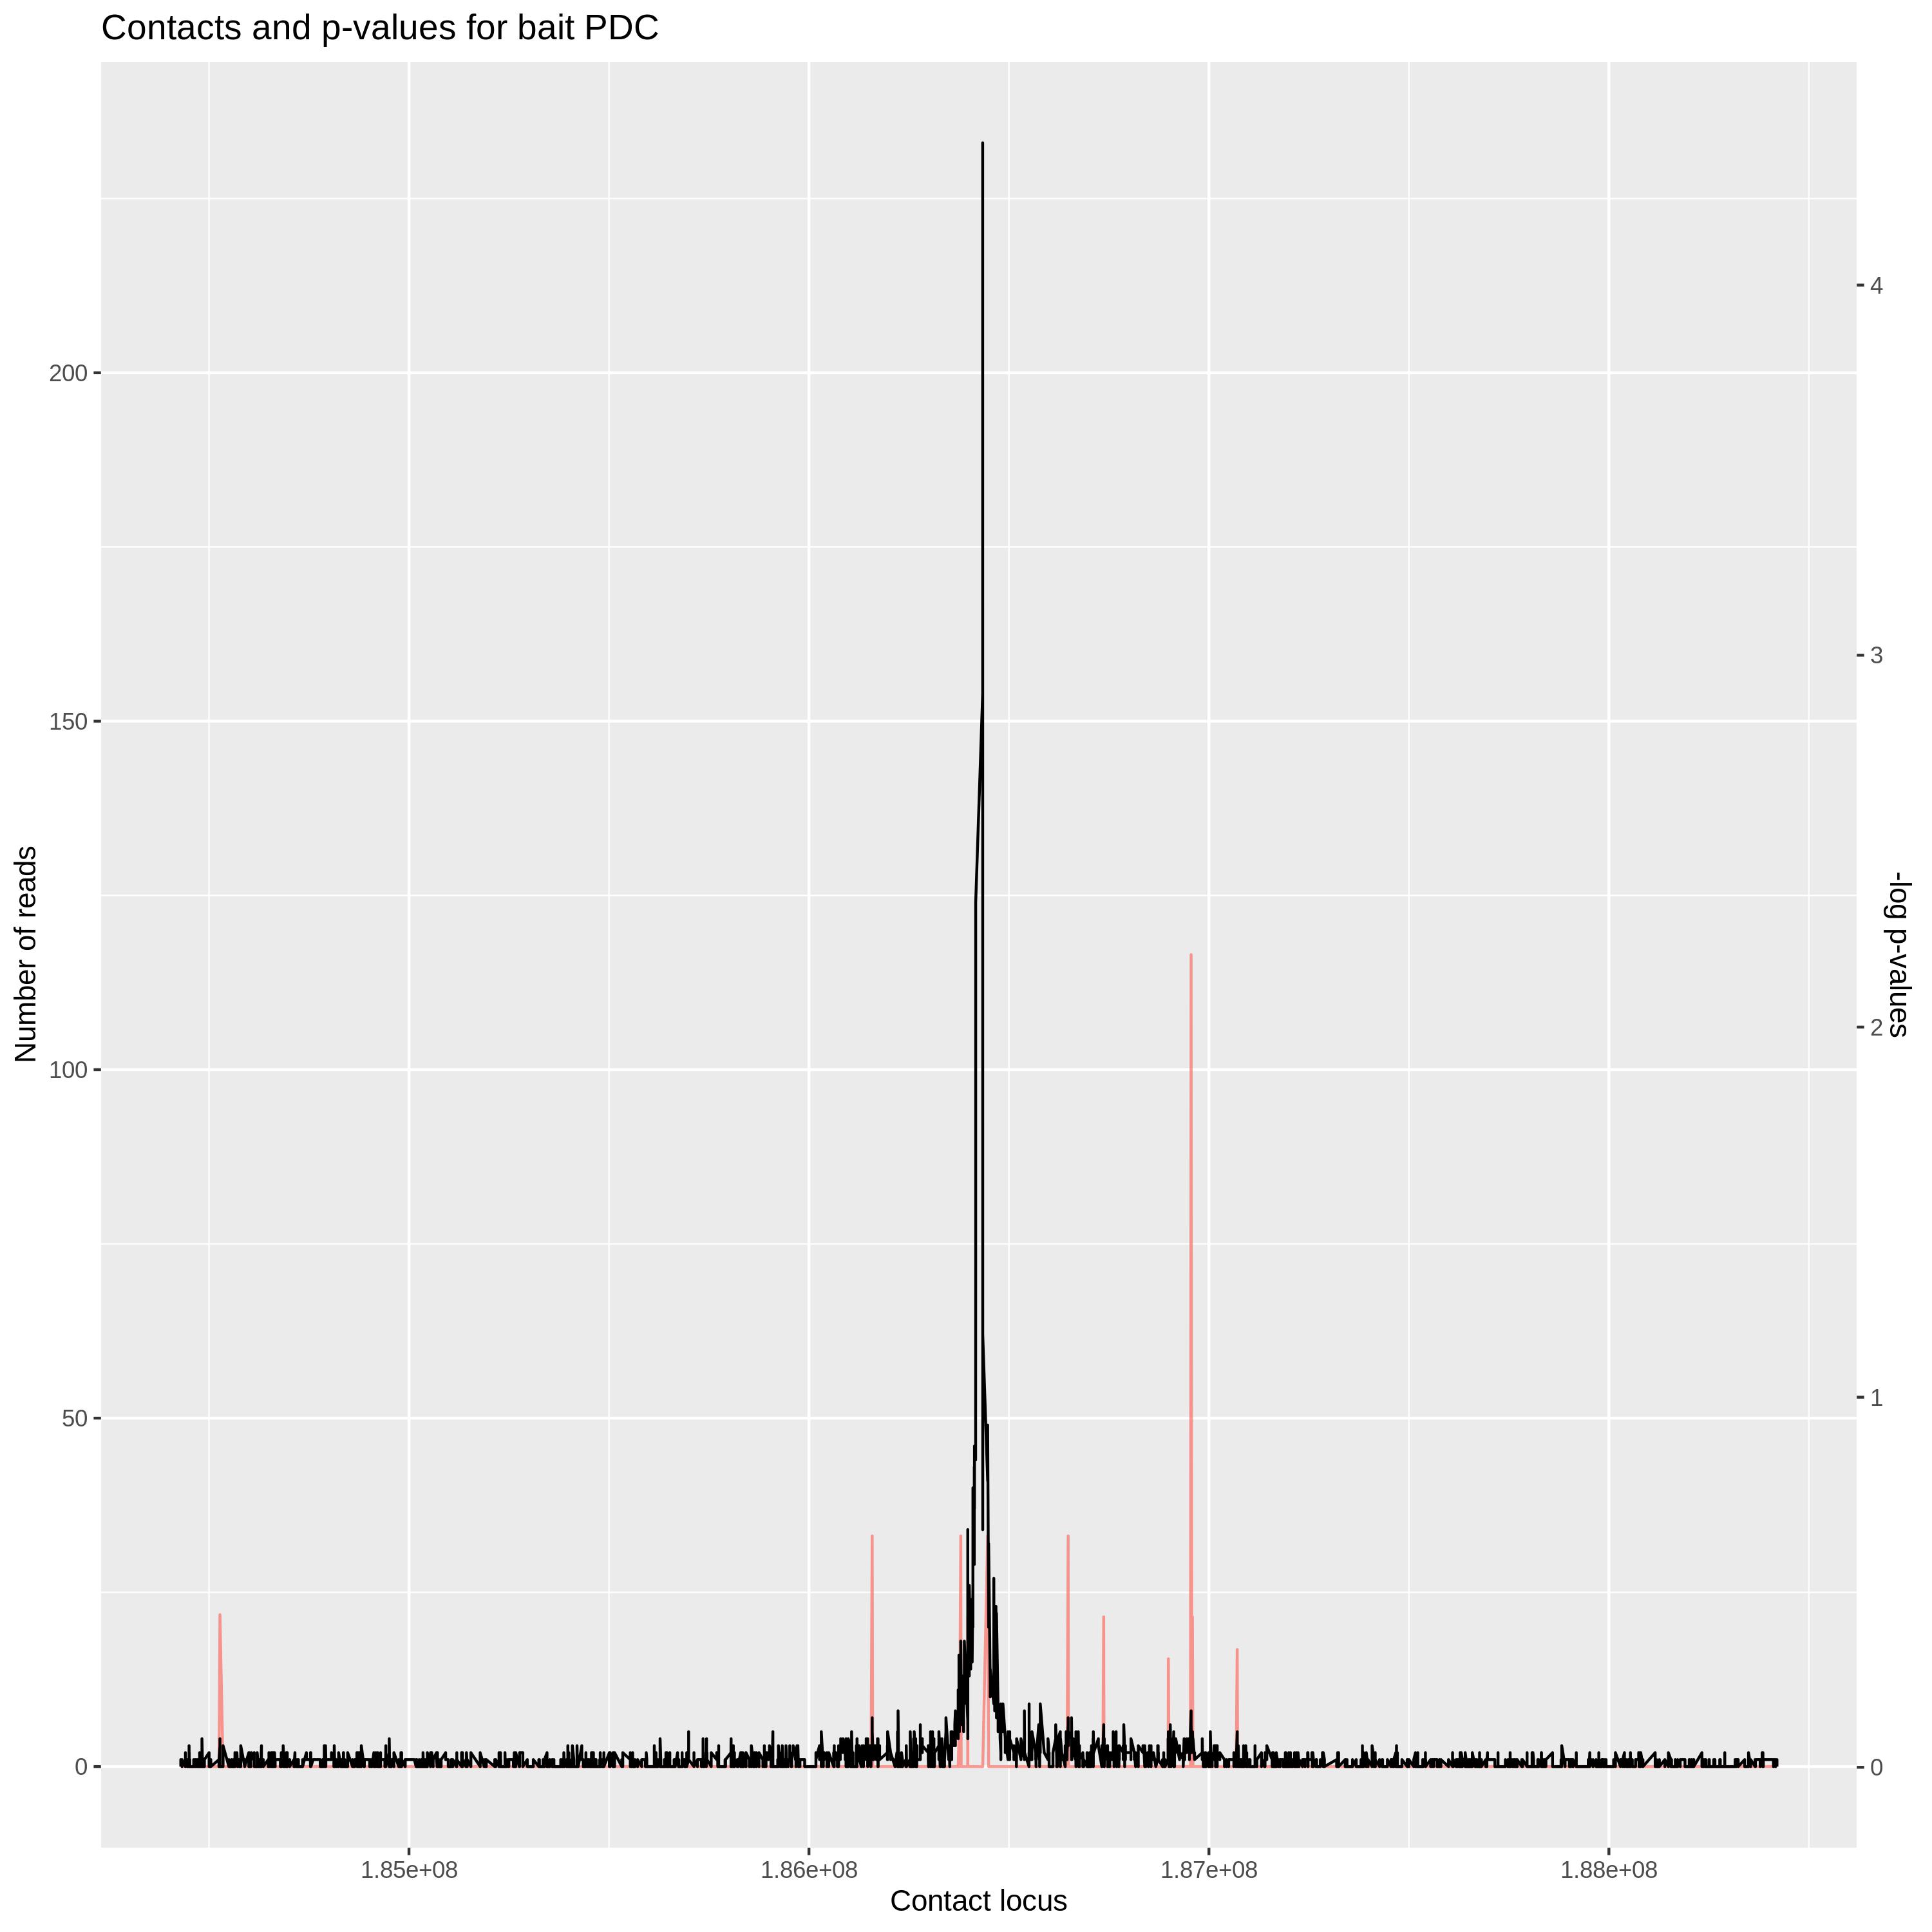 Contacts and p-values for bait PDC
Number of reads
200
150
100
50
0
4
3
2
1
0
-log p-values
1.85e+08
1.86e+08
1.87e+08
1.88e+08
Contact locus